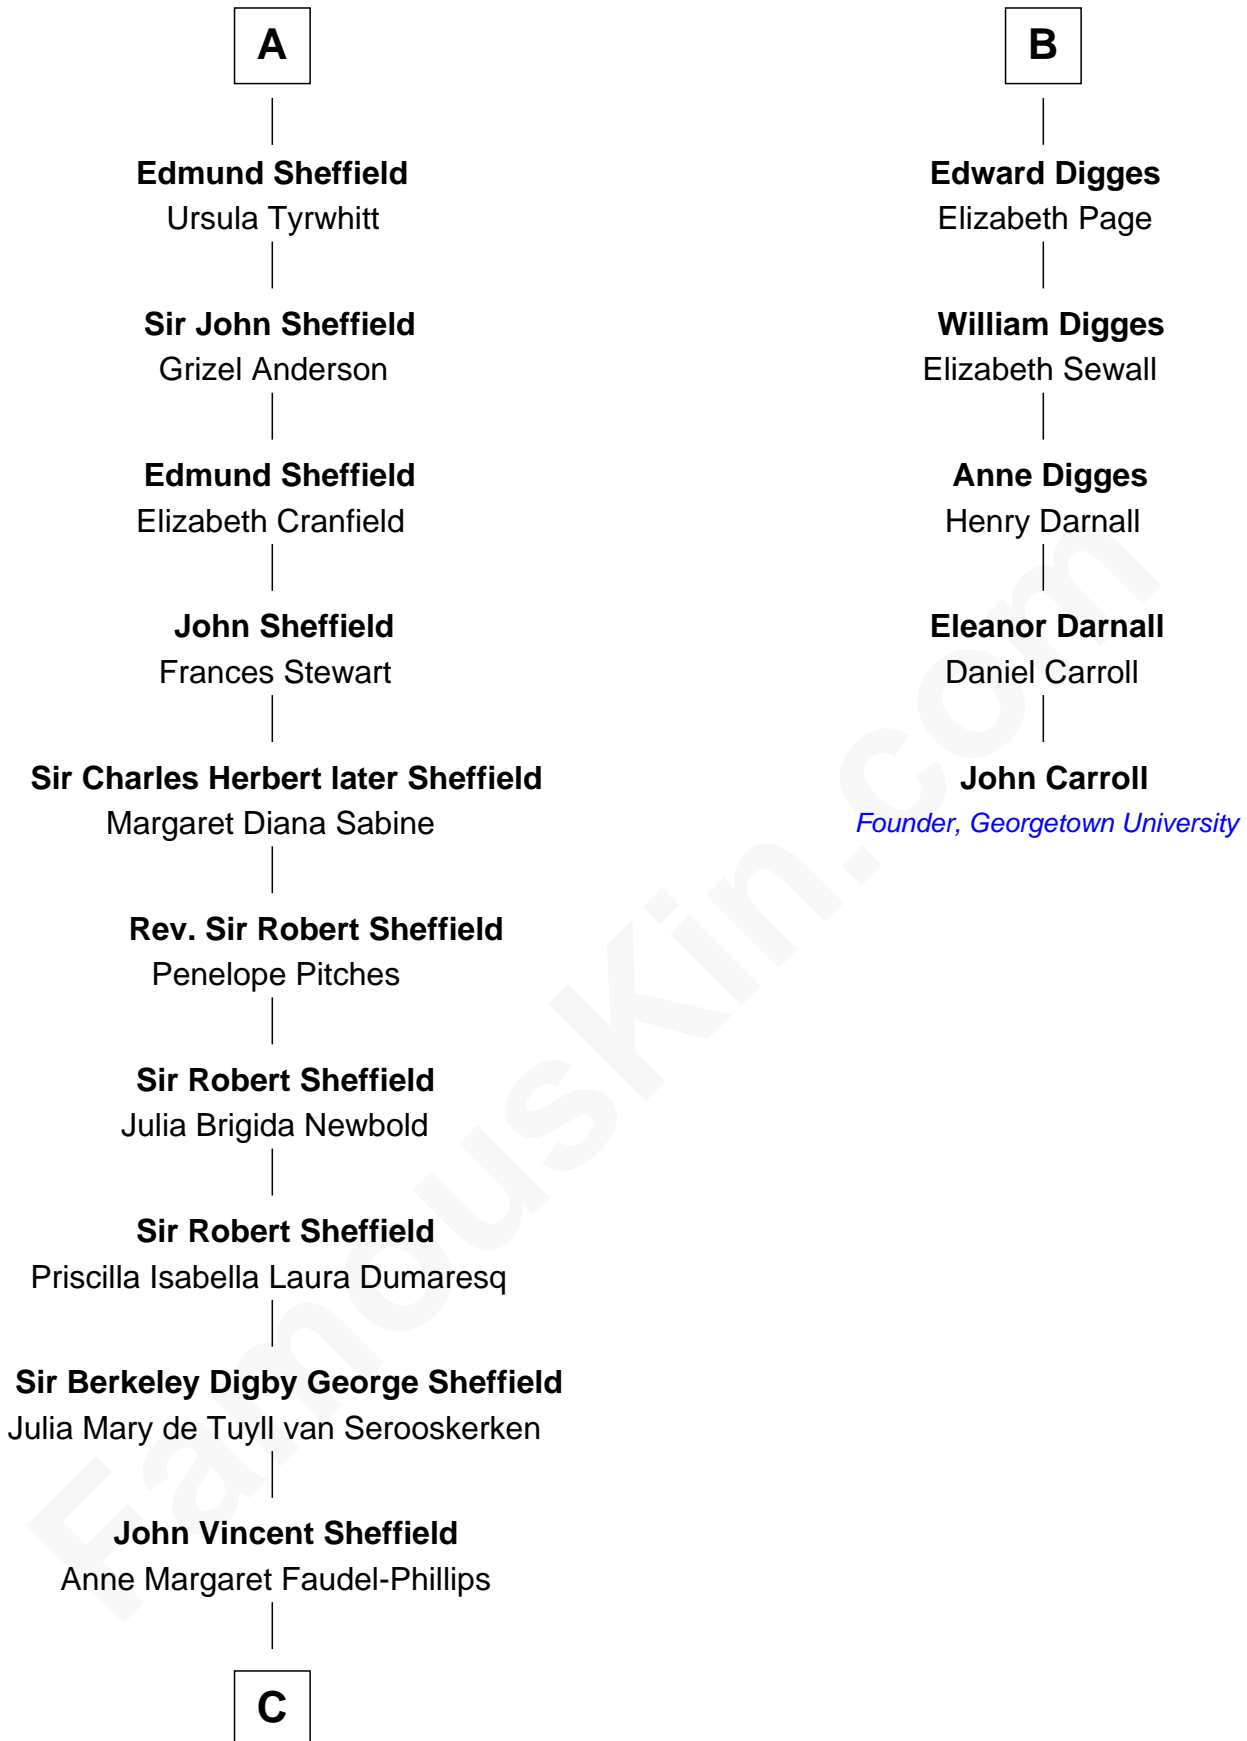 A
Edmund Sheffield
Ursula Tyrwhitt
Sir John Sheffield
Grizel Anderson
Edmund Sheffield
Elizabeth Cranfield
John Sheffield
Frances Stewart
Sir Charles Herbert later Sheffield
Margaret Diana Sabine
Rev. Sir Robert Sheffield
Penelope Pitches
Sir Robert Sheffield
Julia Brigida Newbold
Sir Robert Sheffield
Priscilla Isabella Laura Dumaresq
Sir Berkeley Digby George Sheffield
Julia Mary de Tuyll van Serooskerken
John Vincent Sheffield
Anne Margaret Faudel-Phillips
C
B
Edward Digges
Elizabeth Page
William Digges
Elizabeth Sewall
Anne Digges
Henry Darnall
Eleanor Darnall
Daniel Carroll
John Carroll
Founder, Georgetown University
FamousKin.com